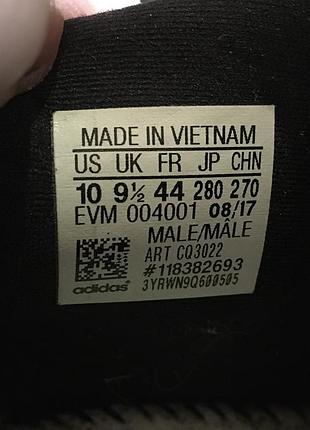 MADE IN VIETNAM
US UK FR JP CHN
10 9½ 44 280 270
EVM 004001 08/17
MALE/MÂLE
ART CQ3022
#118382693
adidas 3YRWN9Q600505